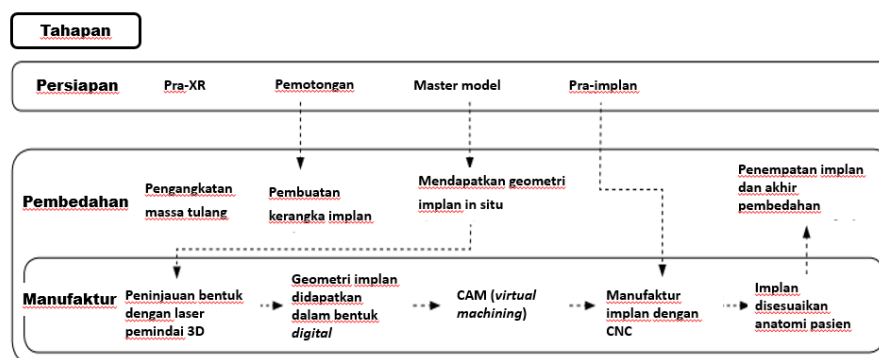 Tahapan
Persiapan
Pra-XR
Pemotongan
Master model
Pra-implan
Pembedahan
Pengangkatan
massa tulang
Pembuatan
kerangka implan
Mendapatkan geometri
implan in situ
Penempatan implan
dan akhir
pembedahan
Manufaktur
Peninjauan bentuk
dengan laser
pemindai 3D
Geometri implan
didapatkan
dalam bentuk
digital
CAM (virtual
machining)
Manufaktur
implan dengan
CNC
Implan
disesuaikan
anatomi pasien